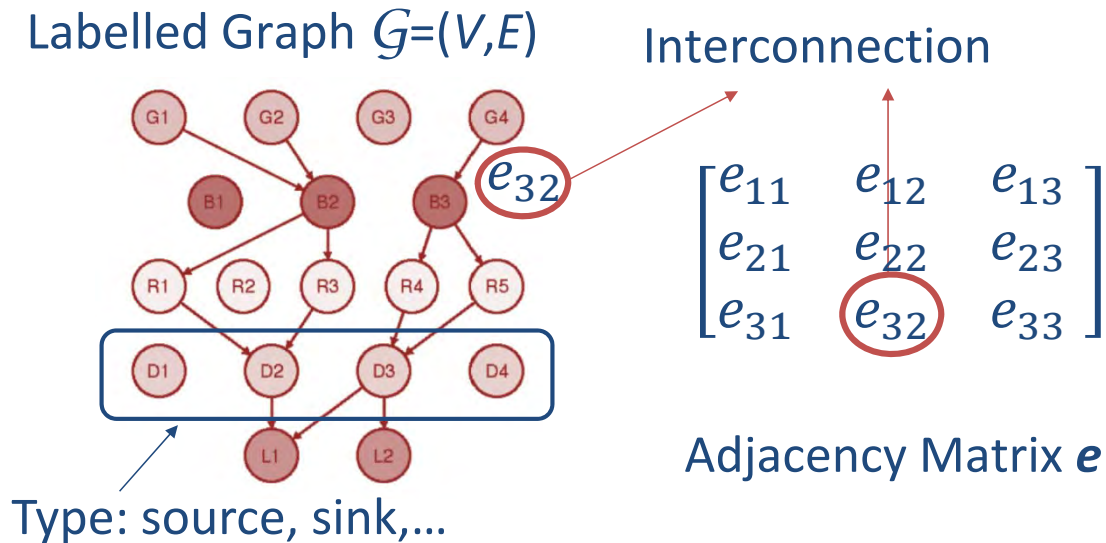 Labelled Graph 𝒢=(V,E)
Interconnection
G1 G2 G3 G4
e32
B1 B2 B3
R1 R2 R3 R4 R5
D1 D2 D3 D4
L1 L2
Type: source, sink,...
e11 e12 e13
e21 e22 e23
e31 e32 e33
Adjacency Matrix e